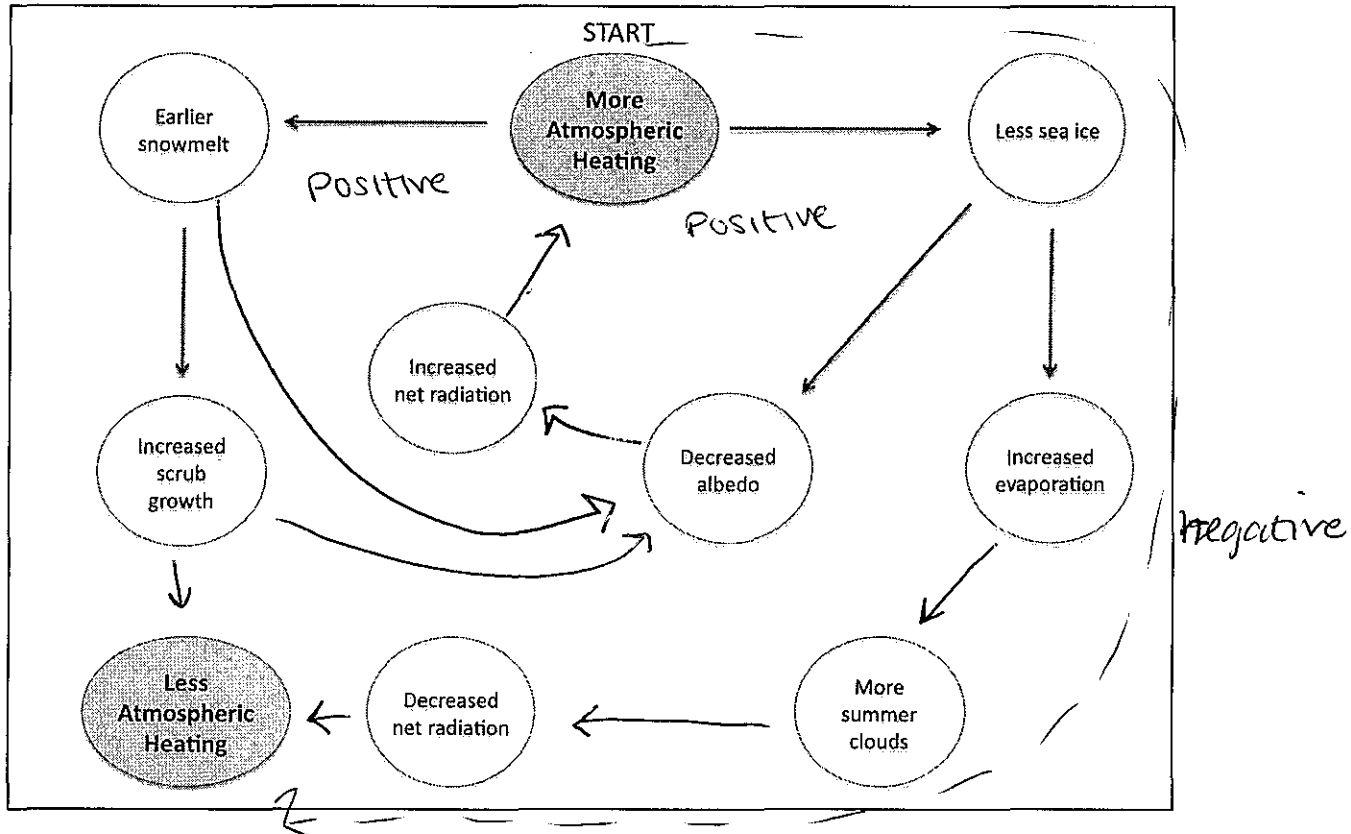 START
More
Atmospheric
Heating
Earlier
snowmelt
Less sea ice
Positive
Positive
Increased
net radiation
Increased
scrub
growth
Decreased
albedo
Increased
evaporation
negative
Less
Atmospheric
Heating
Decreased
net radiation
More
summer
clouds